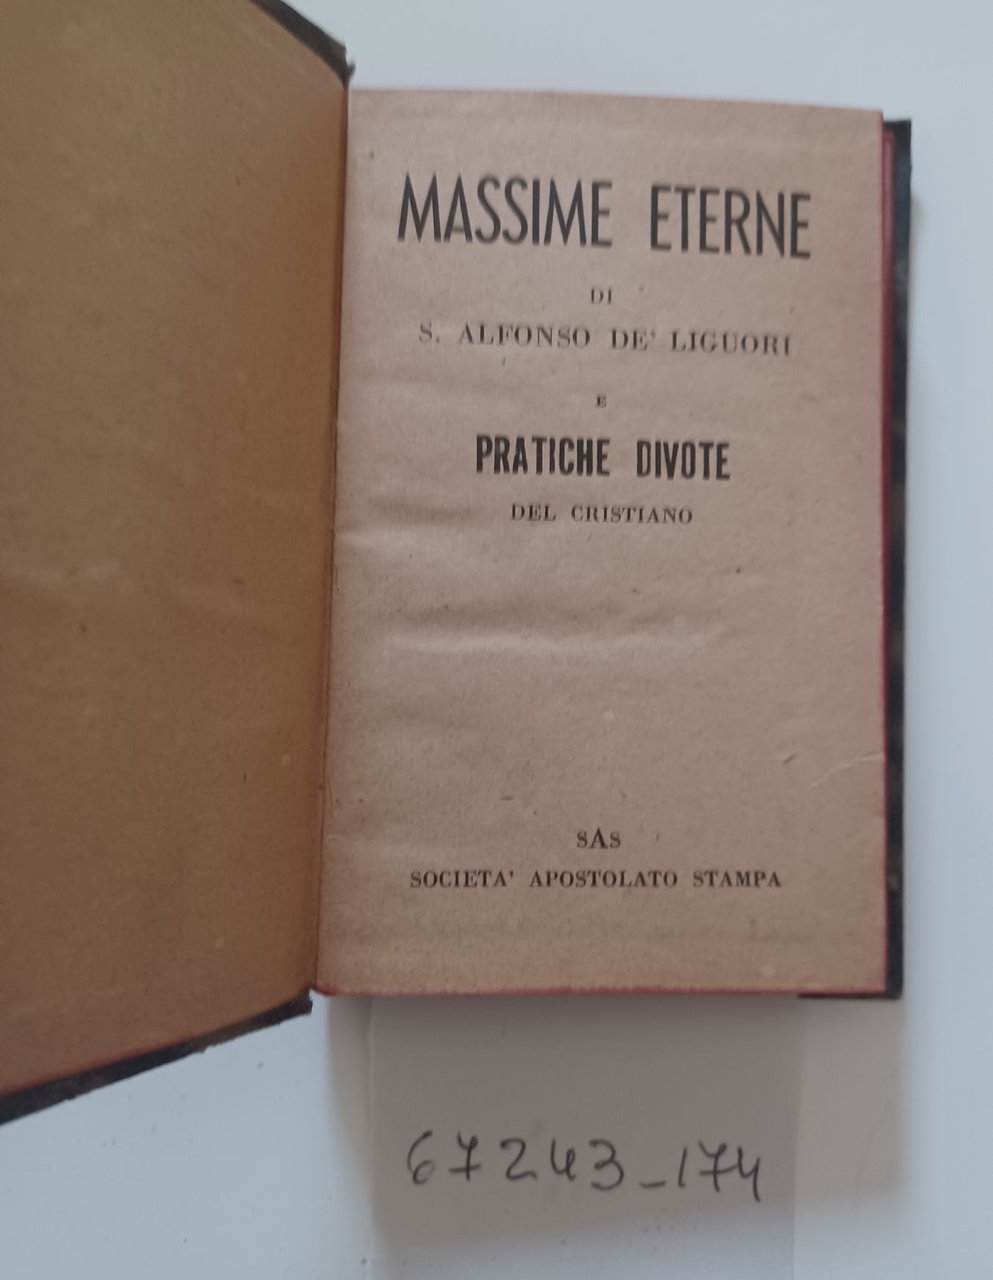 MASSIME ETERNE
DI
S. ALFONSO DE' LIGUORI
E
PRATICHE DIVOTE
DEL CRISTIANO
SAS
SOCIETA' APOSTOLATO STAMPA
67243_174